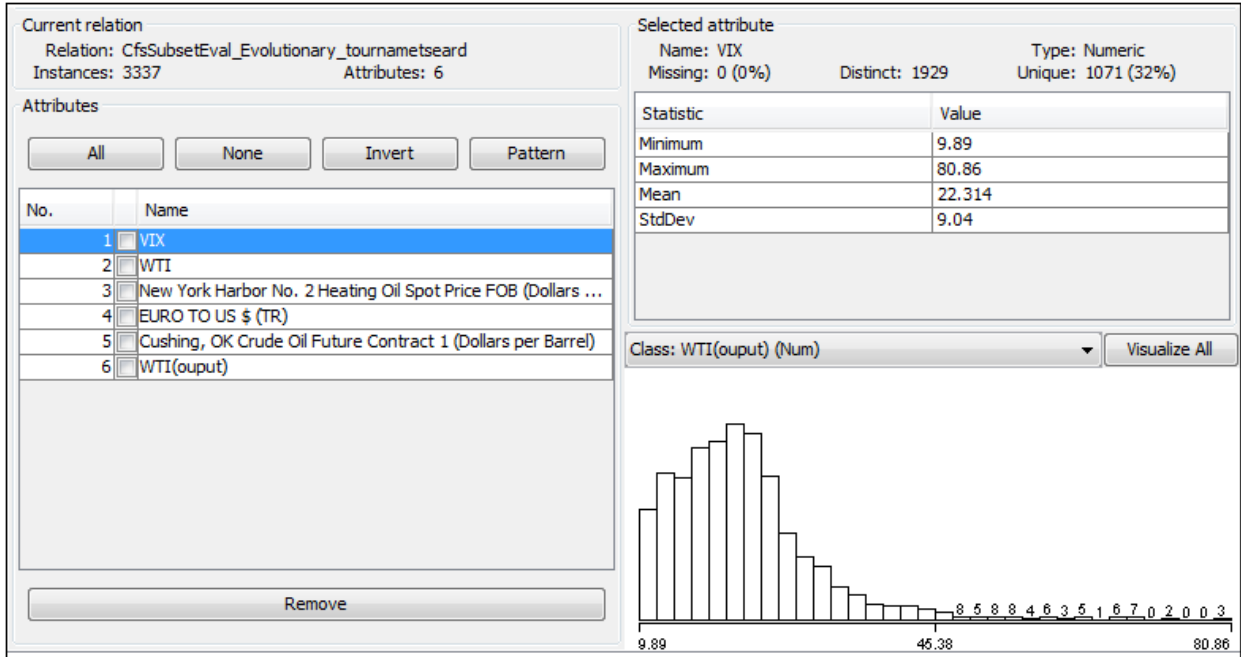 Current relation
Relation: CfsSubsetEval_Evolutionary_tournametseard
Instances: 3337 Attributes: 6
Attributes
All None Invert Pattern
No. Name
1 VIX
2 WTI
3 New York Harbor No. 2 Heating Oil Spot Price FOB (Dollars ...
4 EURO TO US $ (TR)
5 Cushing, OK Crude Oil Future Contract 1 (Dollars per Barrel)
6 WTI(ouput)
Remove
Selected attribute
Name: VIX Type: Numeric
Missing: 0 (0%) Distinct: 1929 Unique: 1071 (32%)
Statistic Value
Minimum 9.89
Maximum 80.86
Mean 22.314
StdDev 9.04
Class: WTI(ouput) (Num) Visualize All
8 5 8 8 4 6 3 5 1 6 7 0 2 0 0 3
9.89 45.38 80.86